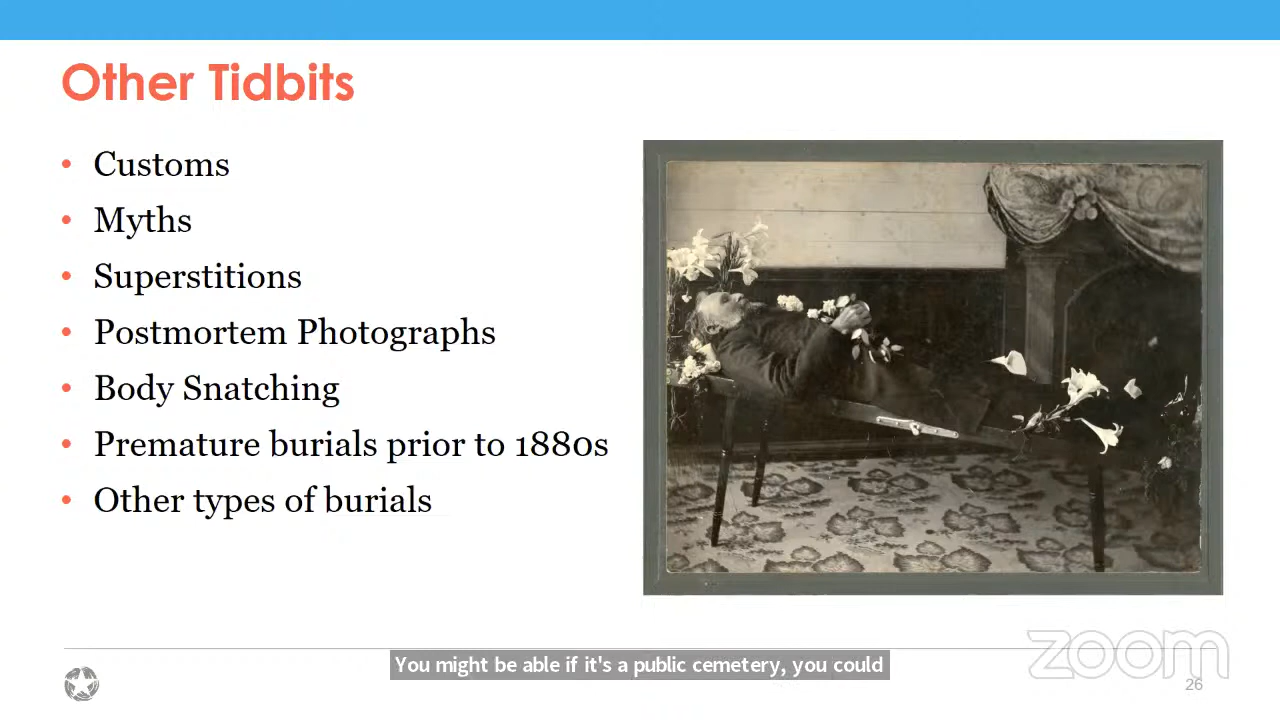 Other Tidbits
• Customs
• Myths
• Superstitions
• Postmortem Photographs
• Body Snatching
• Premature burials prior to 1880s
• Other types of burials
You might be able if it's a public cemetery, you could
zoom
26